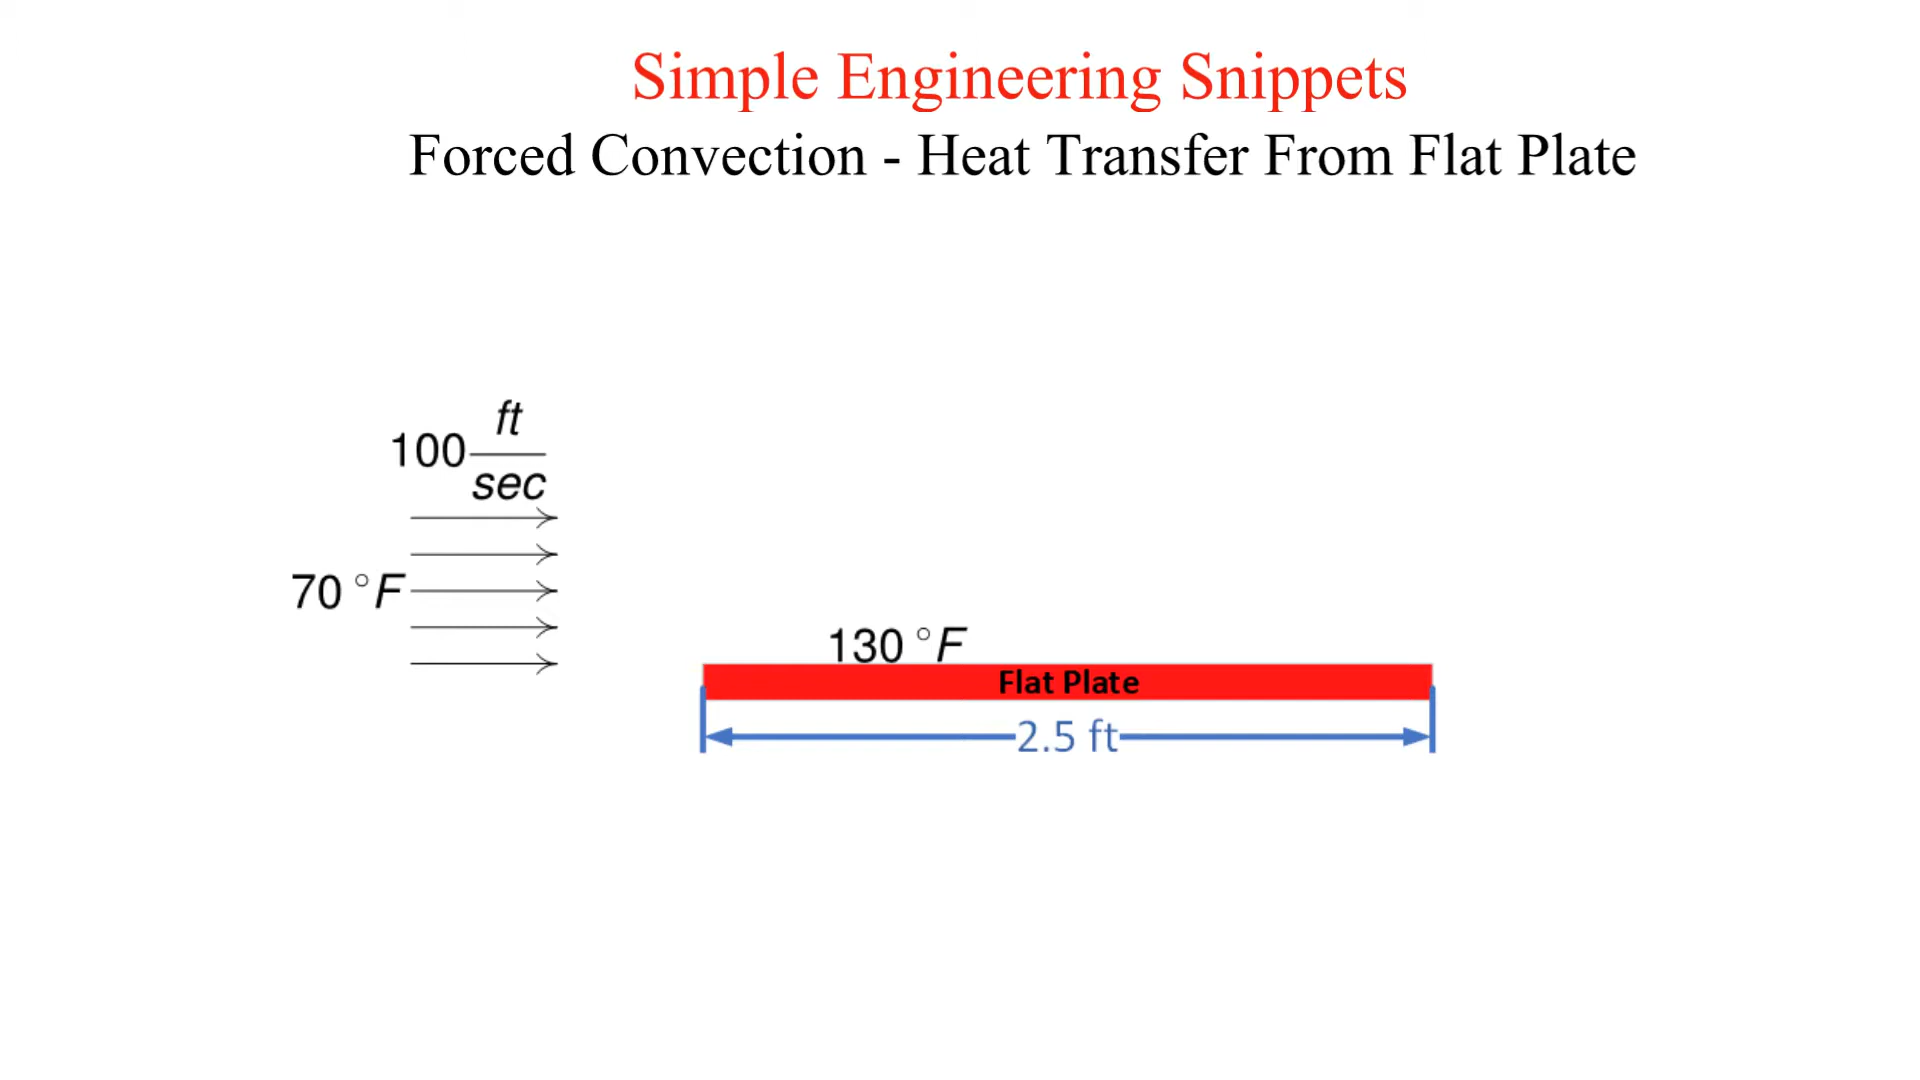 Simple Engineering Snippets
Forced Convection - Heat Transfer From Flat Plate
100 ft/sec
70 °F
130 °F
Flat Plate
2.5 ft